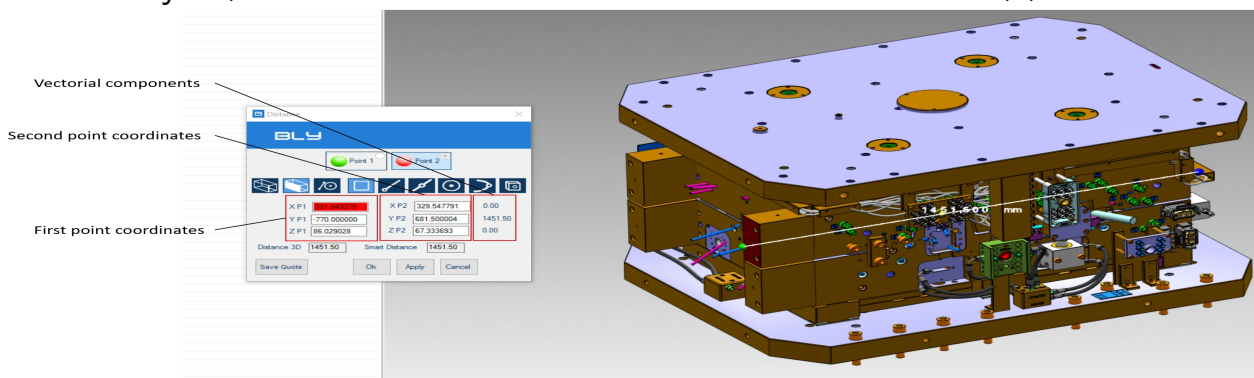 Vectorial components
Second point coordinates
First point coordinates
Distance
BLY
Point 1
Point 2
X P1
X P2 329.547791
0.00
Y P1 -770.000000
Y P2 681.500004
1451.50
Z P1 86.029028
Z P2 67.333693
0.00
Distance 3D 1451.50 Smart Distance 1451.50
Save Quote Ok Apply Cancel
1451.600 mm